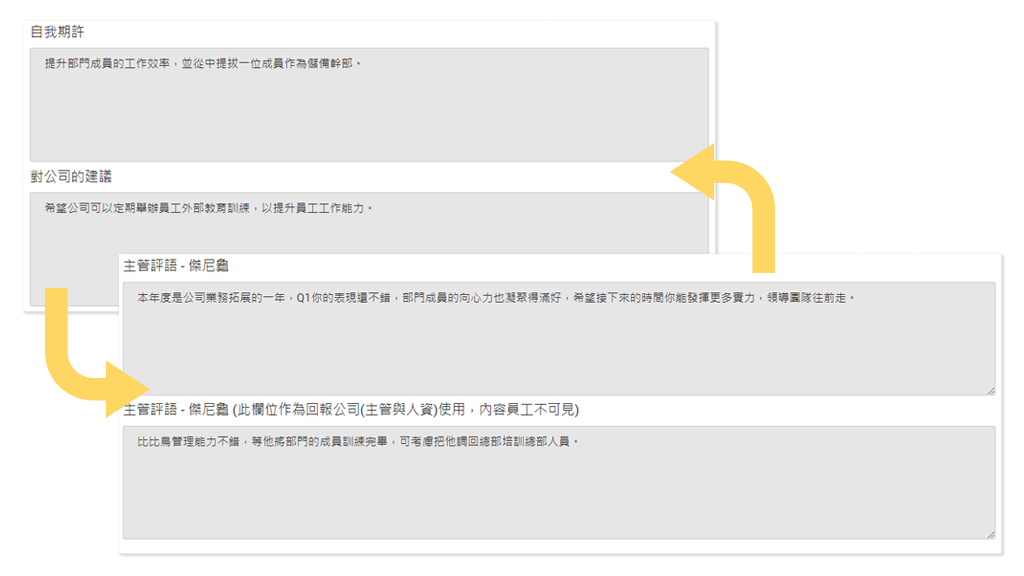 自我期許
提升部門成員的工作效率，並從中提拔一位成員作為儲備幹部。
對公司的建議
希望公司可以定期舉辦員工外部教育訓練，以提升員工工作能力。
主管評語 - 傑尼龜
本年度是公司業務拓展的一年，Q1你的表現還不錯，部門成員的向心力也凝聚得滿好，希望接下來的時間你能發揮更多實力，領導團隊往前走。
主管評語 - 傑尼龜 (此欄位作為回報公司(主管與人資)使用，內容員工不可見)
比比鳥管理能力不錯，等他將部門的成員訓練完畢，可考慮把他調回總部培訓總部人員。